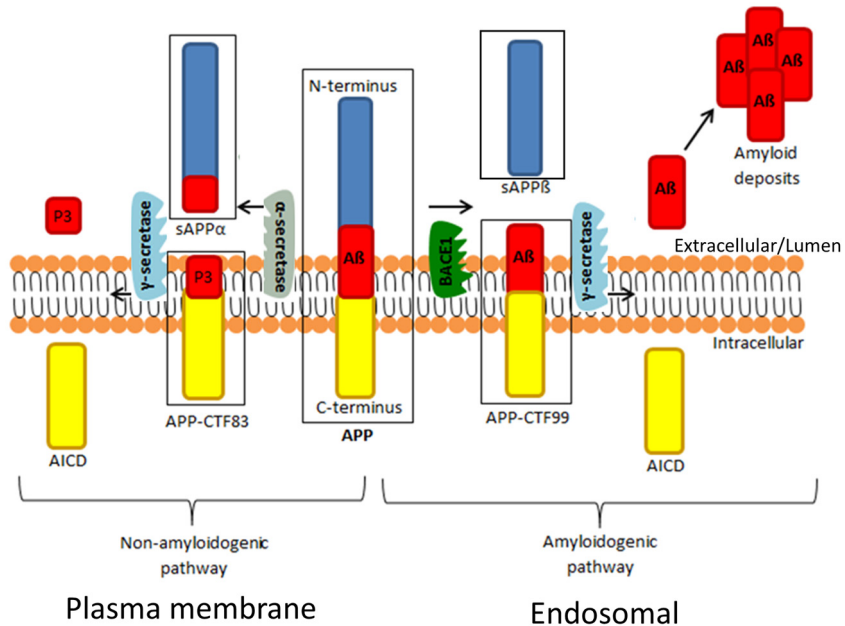 N-terminus
sAPPα
sAPPß
Aß
Aß
Aß
Aß
Amyloid
deposits
P3
γ-secretase
α-secretase
Aß
BACE1
Aß
γ-secretase
Aß
Extracellular/Lumen
P3
Intracellular
C-terminus
APP-CTF83
APP
APP-CTF99
AICD
AICD
Non-amyloidogenic
pathway
Amyloidogenic
pathway
Plasma membrane
Endosomal